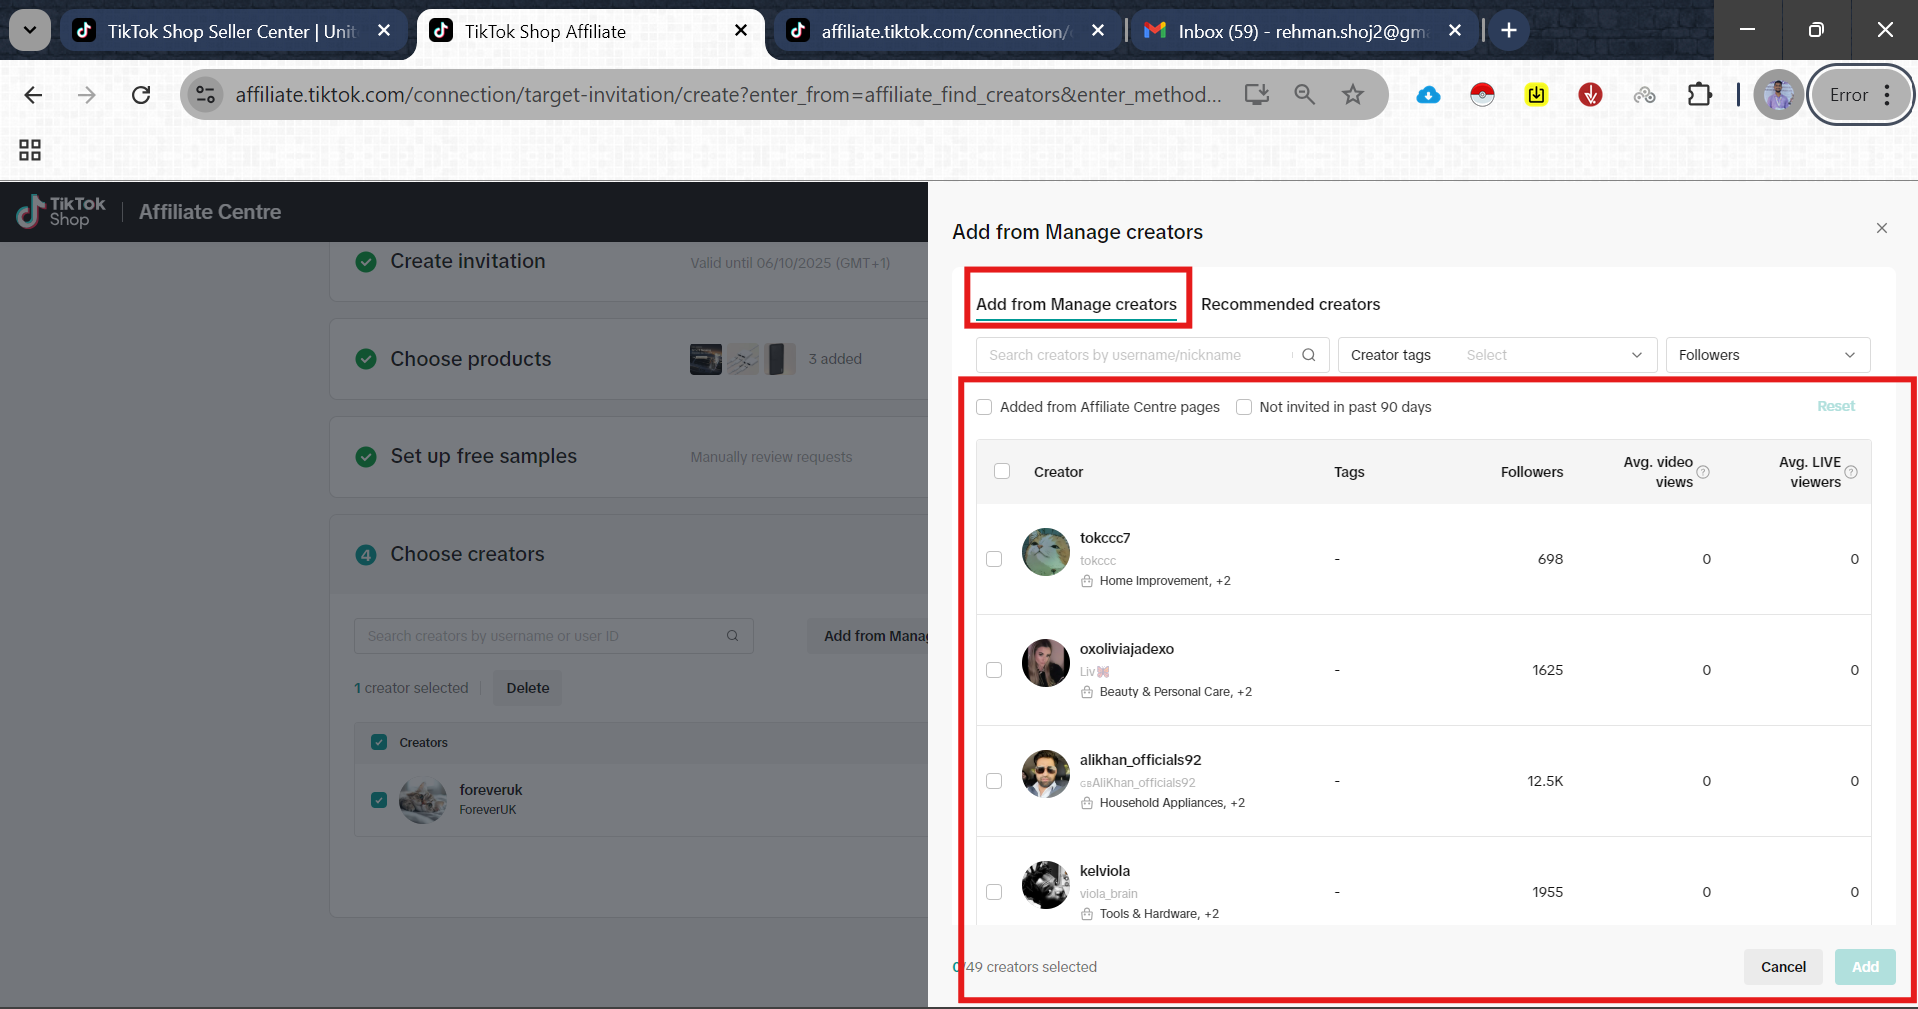 TikTok Shop Seller Center | Unit
TikTok Shop Affiliate
affiliate.tiktok.com/connection/
Inbox (59) - rehman.shoj2@gm
affiliate.tiktok.com/connection/target-invitation/create?enter_from=affiliate_find_creators&enter_method...
Error
TikTok
Shop
Affiliate Centre
Create invitation
Valid until 06/10/2025 (GMT+1)
Choose products
3 added
Set up free samples
Manually review requests
4
Choose creators
Search creators by username or user ID
Add from Mana
1 creator selected
Delete
Creators
foreveruk
ForeverUK
Add from Manage creators
Add from Manage creators
Recommended creators
Search creators by username/nickname
Creator tags
Select
Followers
Added from Affiliate Centre pages
Not invited in past 90 days
Reset
Creator
Tags
Followers
Avg. video
views
Avg. LIVE
viewers
tokccc7
tokccc
Home Improvement, +2
-
698
0
0
oxoliviajadexo
Liv
Beauty & Personal Care, +2
-
1625
0
0
alikhan_officials92
GBAliKhan_officials92
Household Appliances, +2
-
12.5K
0
0
kelviola
viola_brain
Tools & Hardware, +2
-
1955
0
0
0/49 creators selected
Cancel
Add